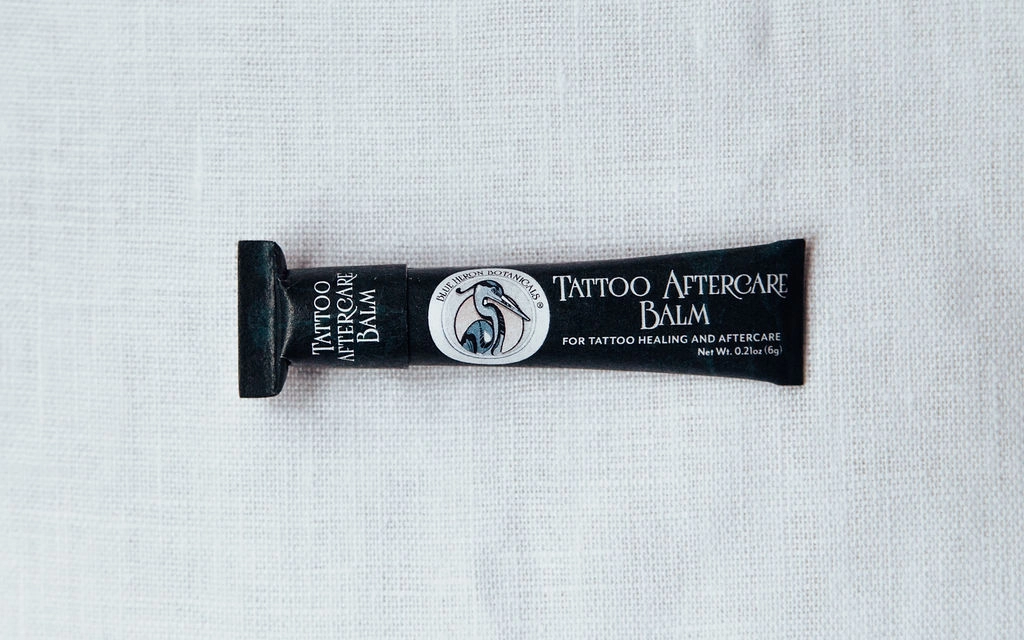 TATTOO
AFTERCARE
BALM
BLUE HERON BOTANICALS ®
TATTOO AFTERCARE
BALM
FOR TATTOO HEALING AND AFTERCARE
Net Wt. 0.21oz (6g)